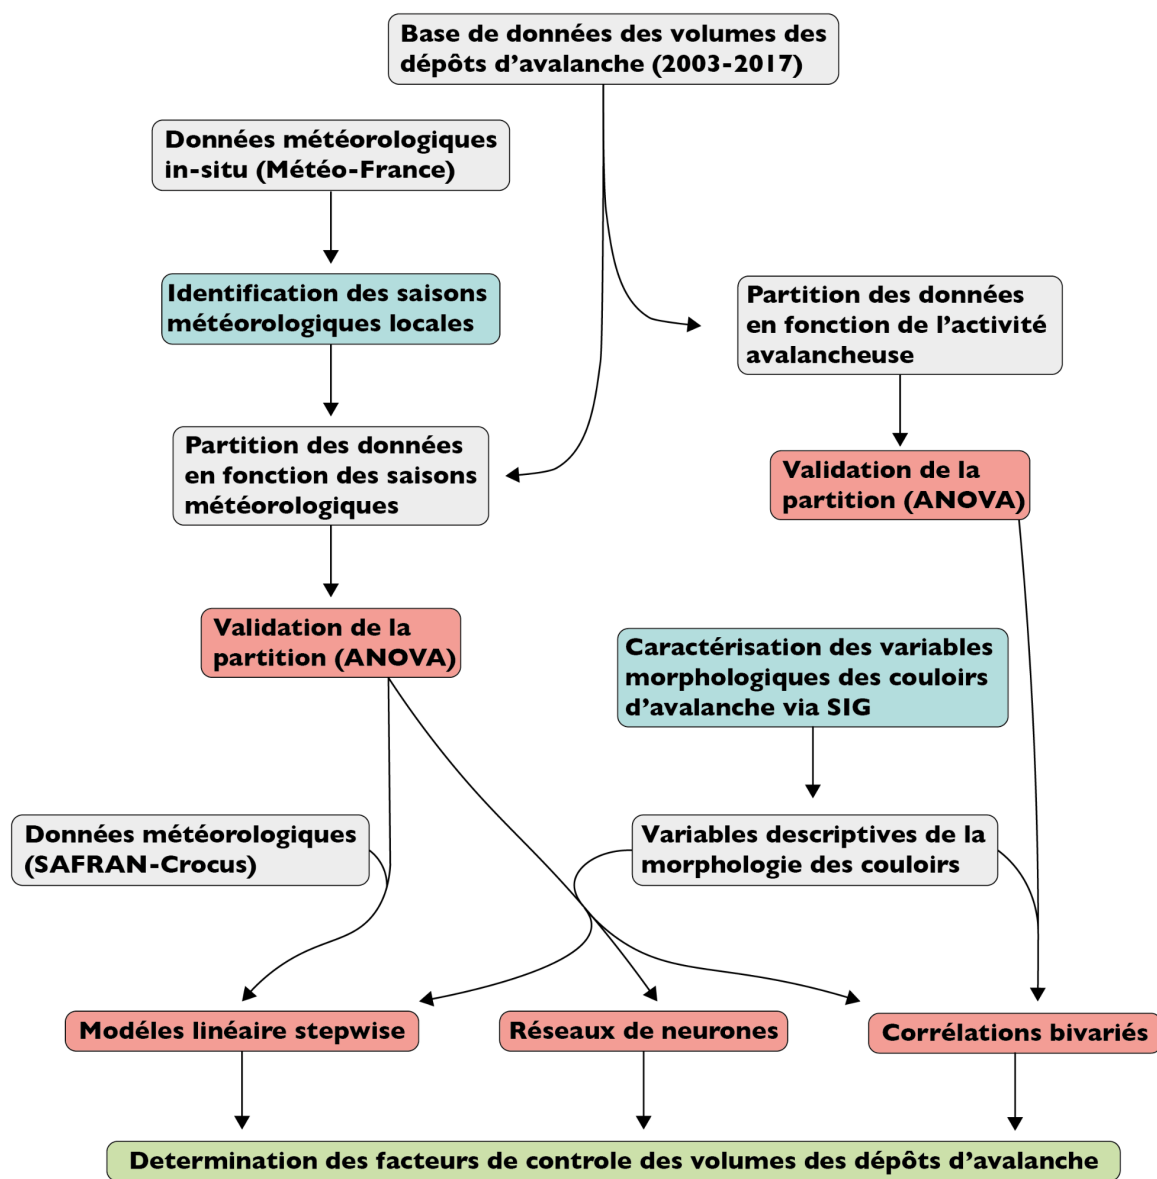 Base de données des volumes des
dépôts d’avalanche (2003-2017)
Données météorologiques
in-situ (Météo-France)
Identification des saisons
météorologiques locales
Partition des données
en fonction de l’activité
avalancheuse
Partition des données
en fonction des saisons
météorologiques
Validation de la
partition (ANOVA)
Validation de la
partition (ANOVA)
Caractérisation des variables
morphologiques des couloirs
d’avalanche via SIG
Données météorologiques
(SAFRAN-Crocus)
Variables descriptives de la
morphologie des couloirs
Modéles linéaire stepwise
Réseaux de neurones
Corrélations bivariés
Determination des facteurs de controle des volumes des dépôts d’avalanche